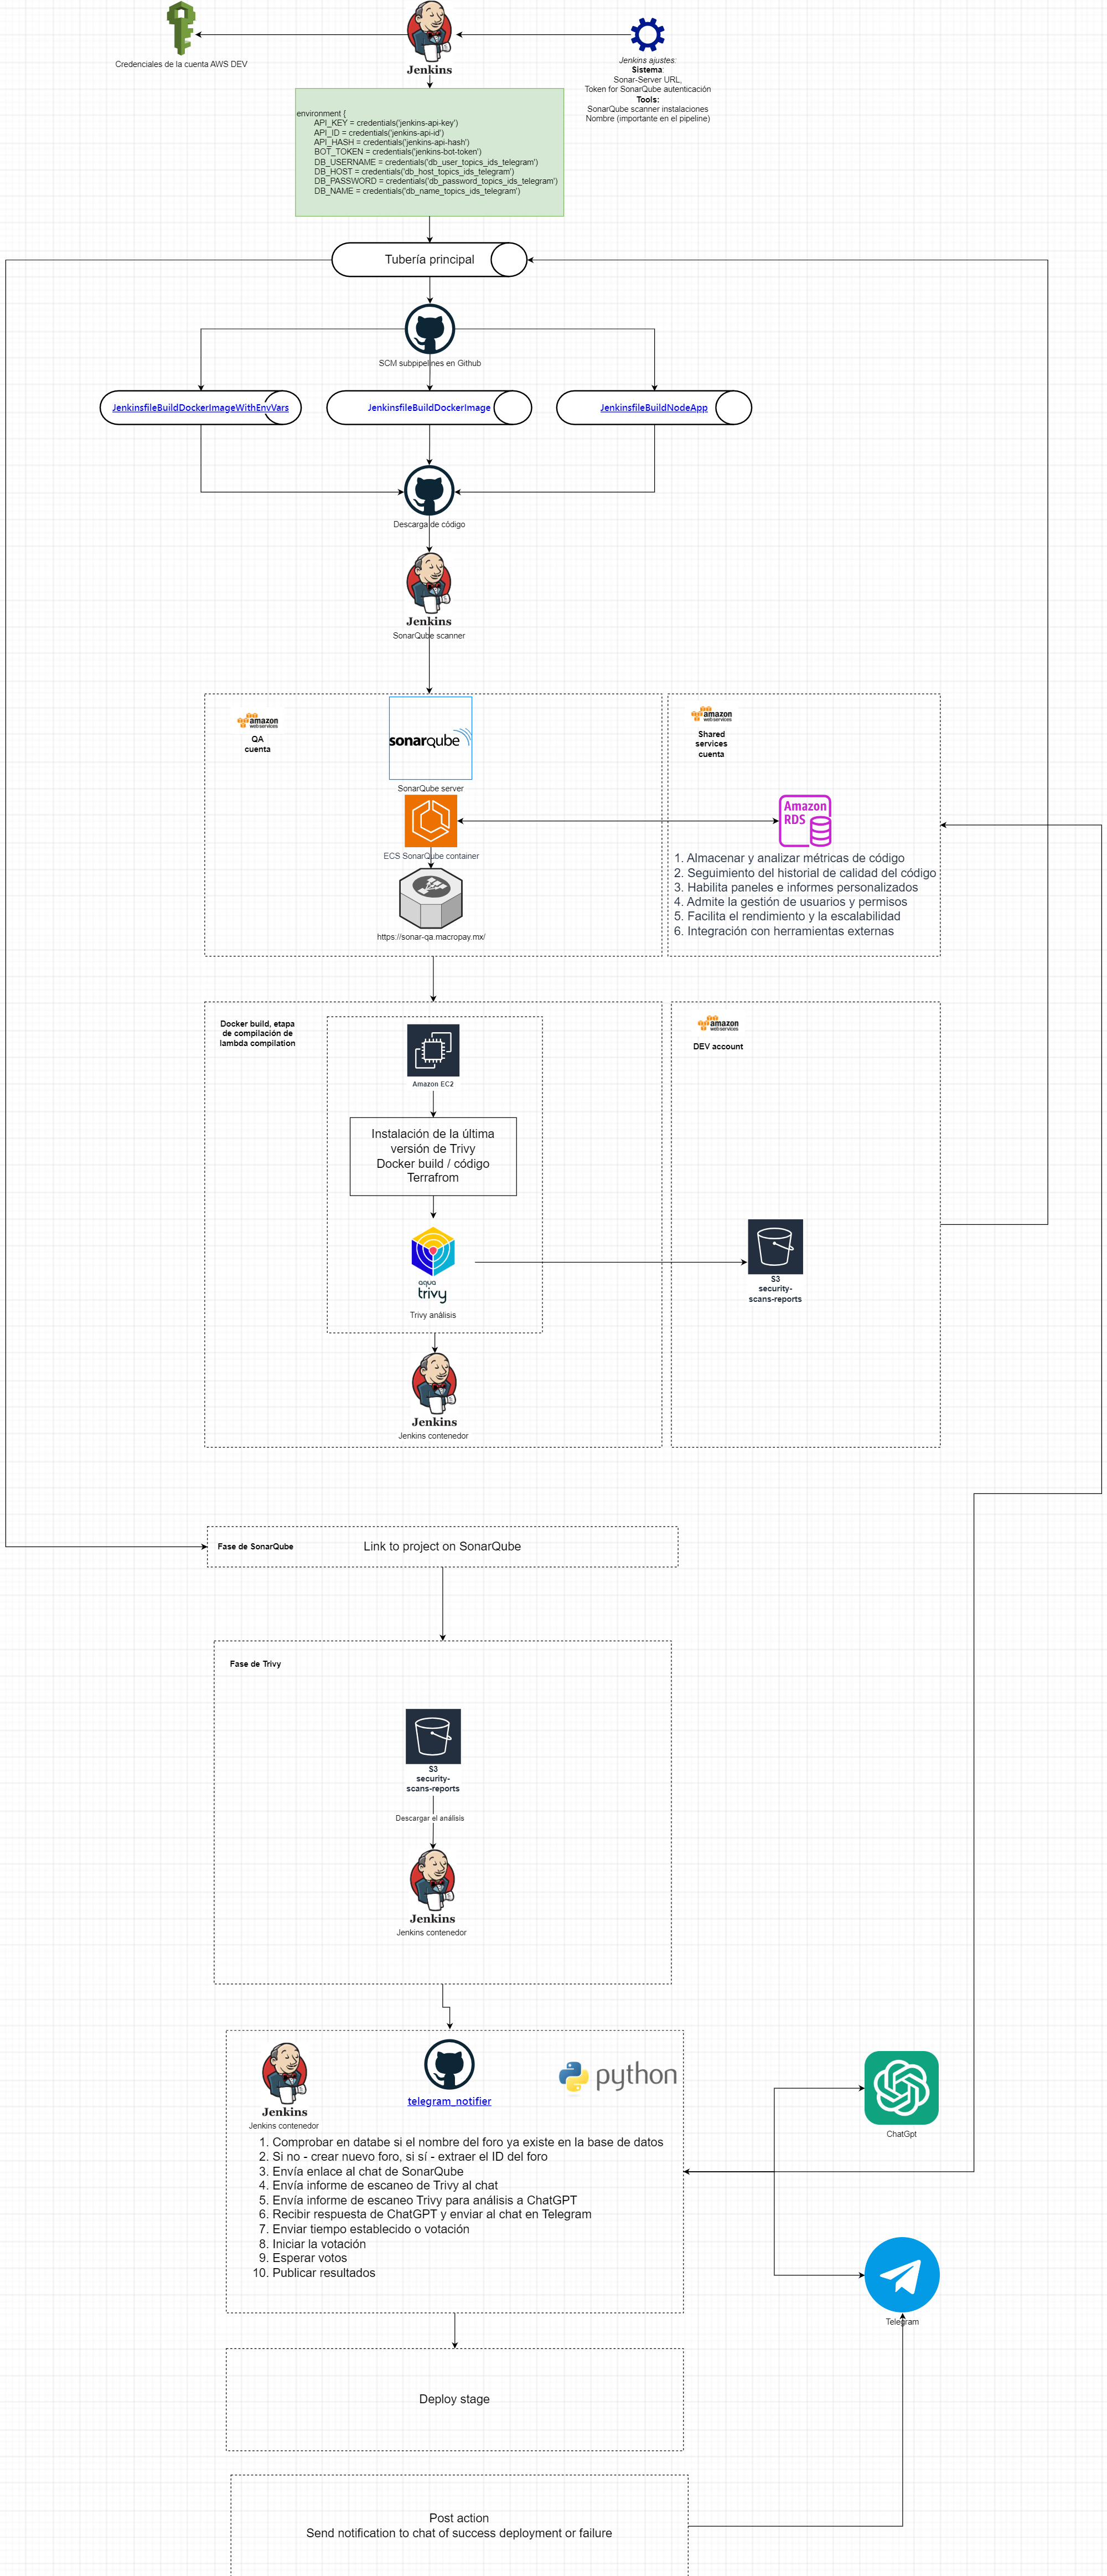 Credenciales de la cuenta AWS DEV
Jenkins
Jenkins ajustes:
Sistema:
Sonar-Server URL,
Token for SonarQube autenticación
Tools:
SonarQube scanner instalaciones
Nombre (importante en el pipeline)
environment {
API_KEY = credentials('jenkins-api-key')
API_ID = credentials('jenkins-api-id')
API_HASH = credentials('jenkins-api-hash')
BOT_TOKEN = credentials('jenkins-bot-token')
DB_USERNAME = credentials('db_user_topics_ids_telegram')
DB_HOST = credentials('db_host_topics_ids_telegram')
DB_PASSWORD = credentials('db_password_topics_ids_telegram')
DB_NAME = credentials('db_name_topics_ids_telegram')
Tubería principal
SCM subpipelines en Github
JenkinsfileBuildDockerImageWithEnvVars
JenkinsfileBuildDockerImage
JenkinsfileBuildNodeApp
Descarga de código
Jenkins
SonarQube scanner
amazon
webservices
QA
cuenta
sonarqube
SonarQube server
ECS SonarQube container
https://sonar-qa.macropay.mx/
amazon
webservices
Shared
services
cuenta
Amazon
RDS
1. Almacenar y analizar métricas de código
2. Seguimiento del historial de calidad del código
3. Habilita paneles e informes personalizados
4. Admite la gestión de usuarios y permisos
5. Facilita el rendimiento y la escalabilidad
6. Integración con herramientas externas
Docker build, etapa
de compilación de
lambda compilation
Amazon EC2
Instalación de la última
versión de Trivy
Docker build / código
Terrafrom
aqua
trivy
Trivy análisis
Jenkins
Jenkins contenedor
amazon
webservices
DEV account
S3
security-
scans-reports
Fase de SonarQube
Link to project on SonarQube
Fase de Trivy
S3
security-
scans-reports
Descargar el análisis
Jenkins
Jenkins contenedor
Jenkins
Jenkins contenedor
telegram_notifier
python
1. Comprobar en databe si el nombre del foro ya existe en la base de datos
2. Si no - crear nuevo foro, si sí - extraer el ID del foro
3. Envía enlace al chat de SonarQube
4. Envía informe de escaneo de Trivy al chat
5. Envía informe de escaneo Trivy para análisis a ChatGPT
6. Recibir respuesta de ChatGPT y enviar al chat en Telegram
7. Enviar tiempo establecido o votación
8. Iniciar la votación
9. Esperar votos
10. Publicar resultados
ChatGpt
Telegram
Deploy stage
Post action
Send notification to chat of success deployment or failure